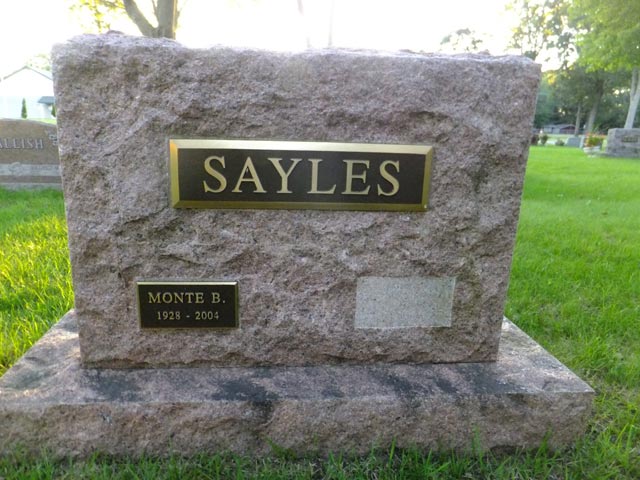 SAYLES
MONTE B.
1928 - 2004